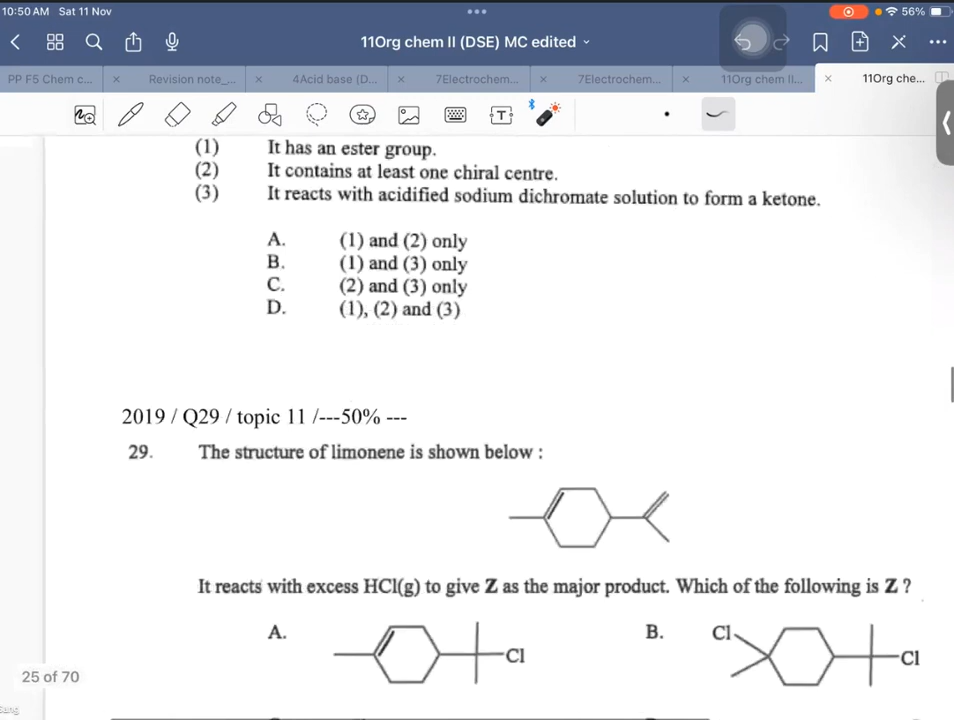 10:50 AM Sat 11 Nov
56%
11Org chem II (DSE) MC edited
PP F5 Chem c...
Revision note_...
4Acid base (D...
7Electrochem...
7Electrochem...
11Org chem II...
11Org che...
(1) It has an ester group.
(2) It contains at least one chiral centre.
(3) It reacts with acidified sodium dichromate solution to form a ketone.
A. (1) and (2) only
B. (1) and (3) only
C. (2) and (3) only
D. (1), (2) and (3)
2019 / Q29 / topic 11 /---50% ---
29. The structure of limonene is shown below :
It reacts with excess HCl(g) to give Z as the major product. Which of the following is Z ?
A. Cl
B. Cl Cl
25 of 70